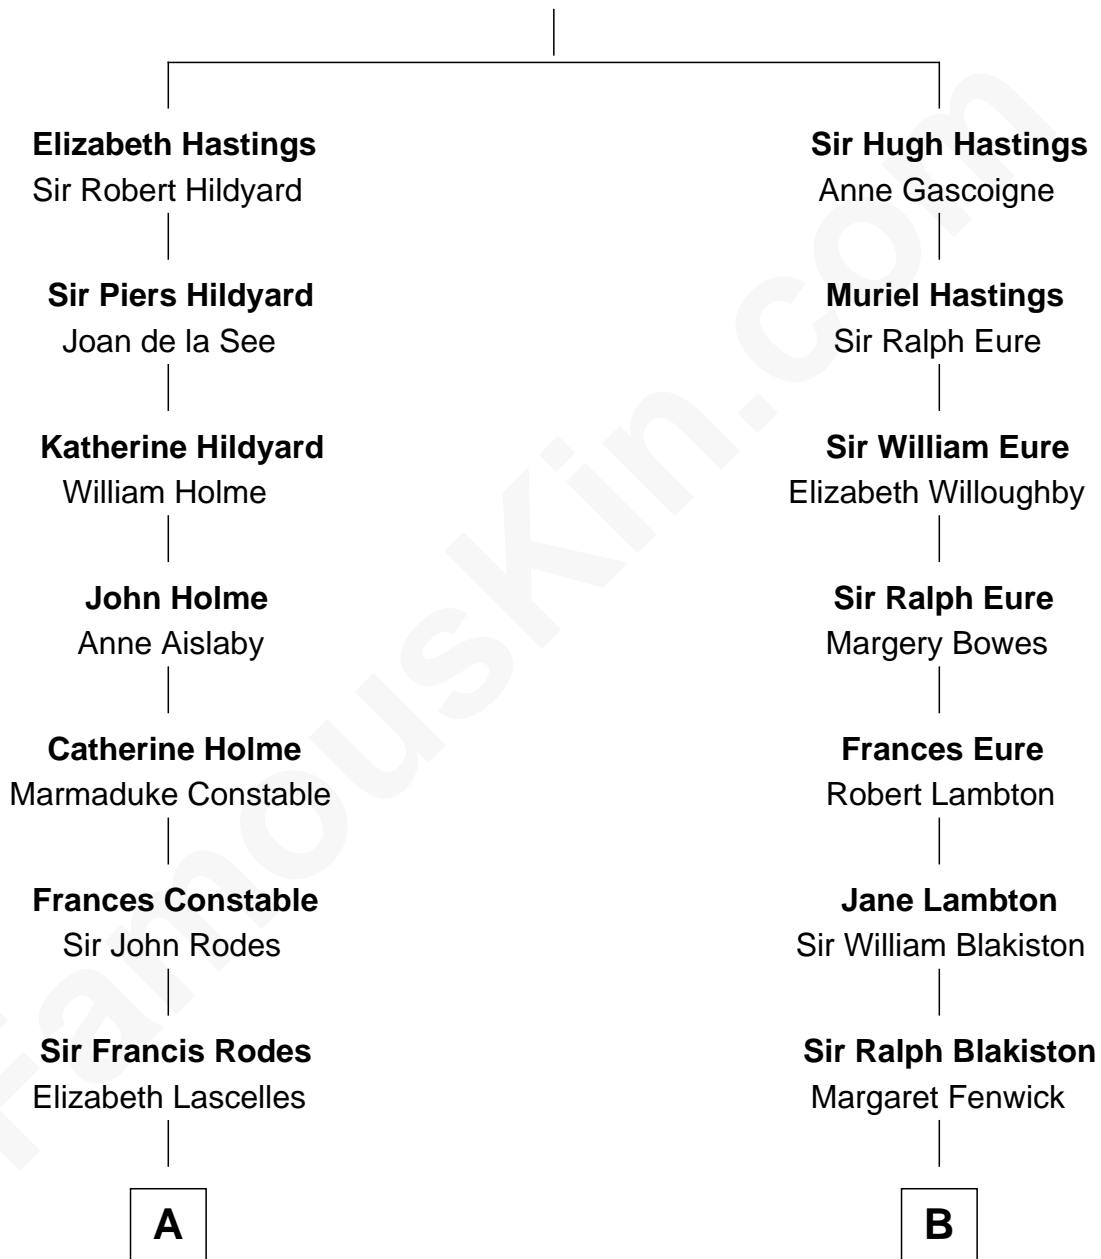 Elizabeth Hastings
Sir Robert Hildyard
Sir Piers Hildyard
Joan de la See
Katherine Hildyard
William Holme
John Holme
Anne Aislaby
Catherine Holme
Marmaduke Constable
Frances Constable
Sir John Rodes
Sir Francis Rodes
Elizabeth Lascelles
A
Sir Hugh Hastings
Anne Gascoigne
Muriel Hastings
Sir Ralph Eure
Sir William Eure
Elizabeth Willoughby
Sir Ralph Eure
Margery Bowes
Frances Eure
Robert Lambton
Jane Lambton
Sir William Blakiston
Sir Ralph Blakiston
Margaret Fenwick
B
FamousKin.com